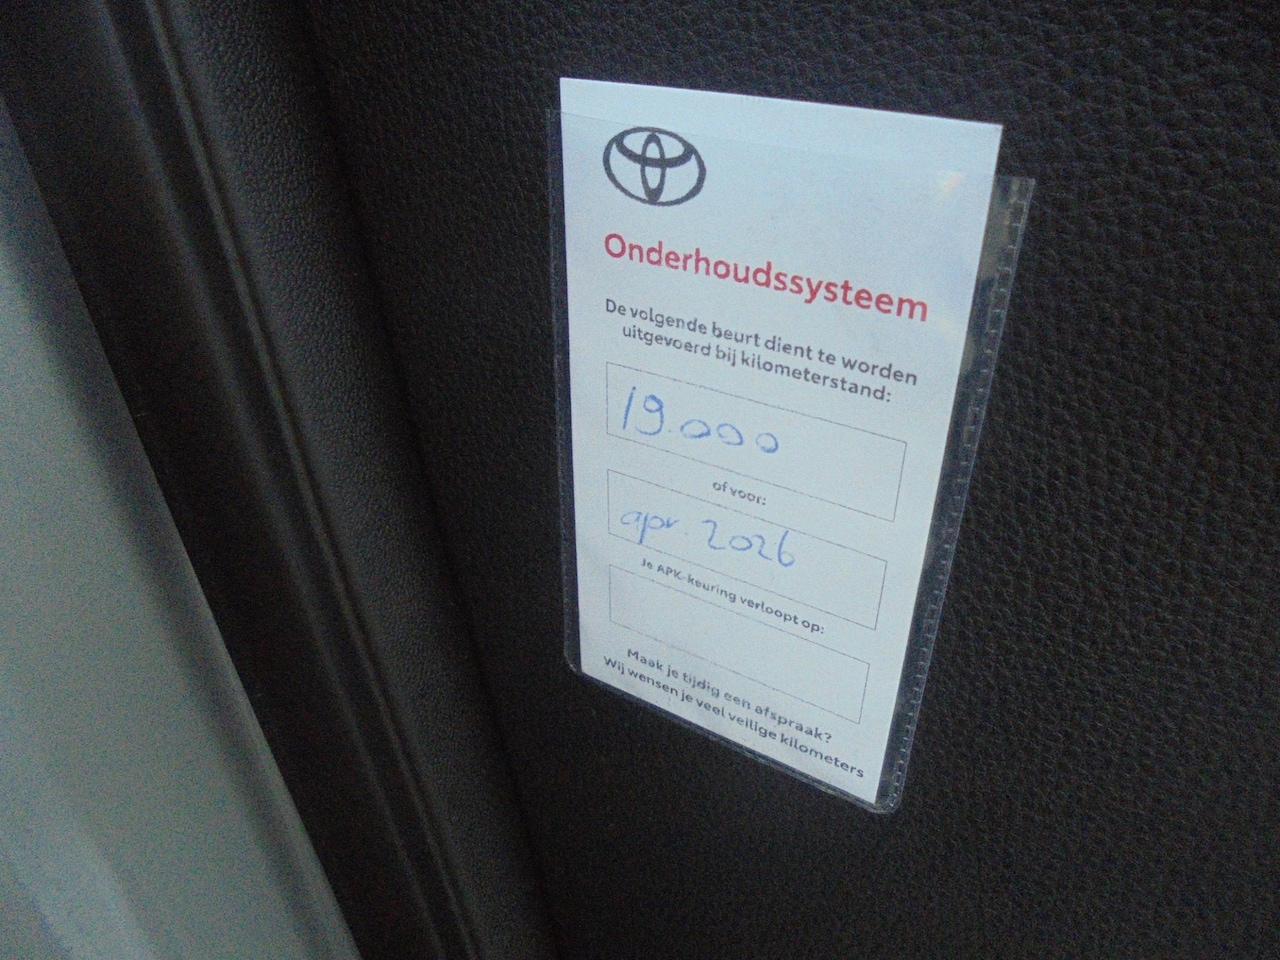 Onderhoudssysteem
De volgende beurt dient te worden
uitgevoerd bij kilometerstand:
19.000
of voor:
apr. 2026
Je APK-keuring verloopt op:
Maak je tijdig een afspraak?
Wij wensen je veel veilige kilometers